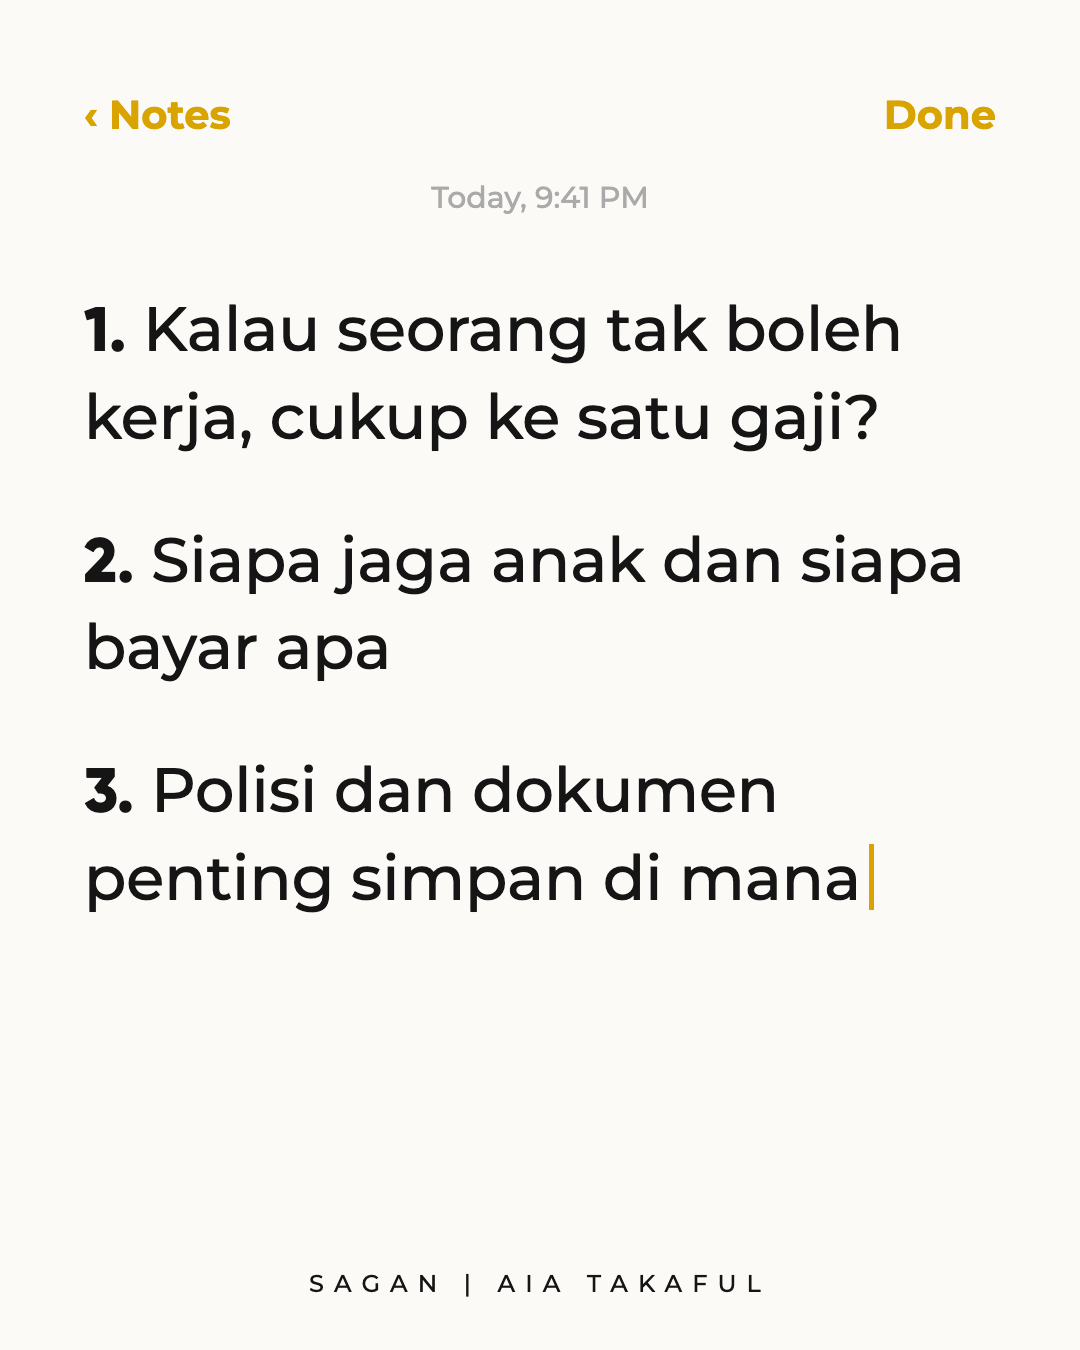 ‹ Notes
Done
Today, 9:41 PM
1. Kalau seorang tak boleh
kerja, cukup ke satu gaji?
2. Siapa jaga anak dan siapa
bayar apa
3. Polisi dan dokumen
penting simpan di mana
SAGAN | AIA TAKAFUL